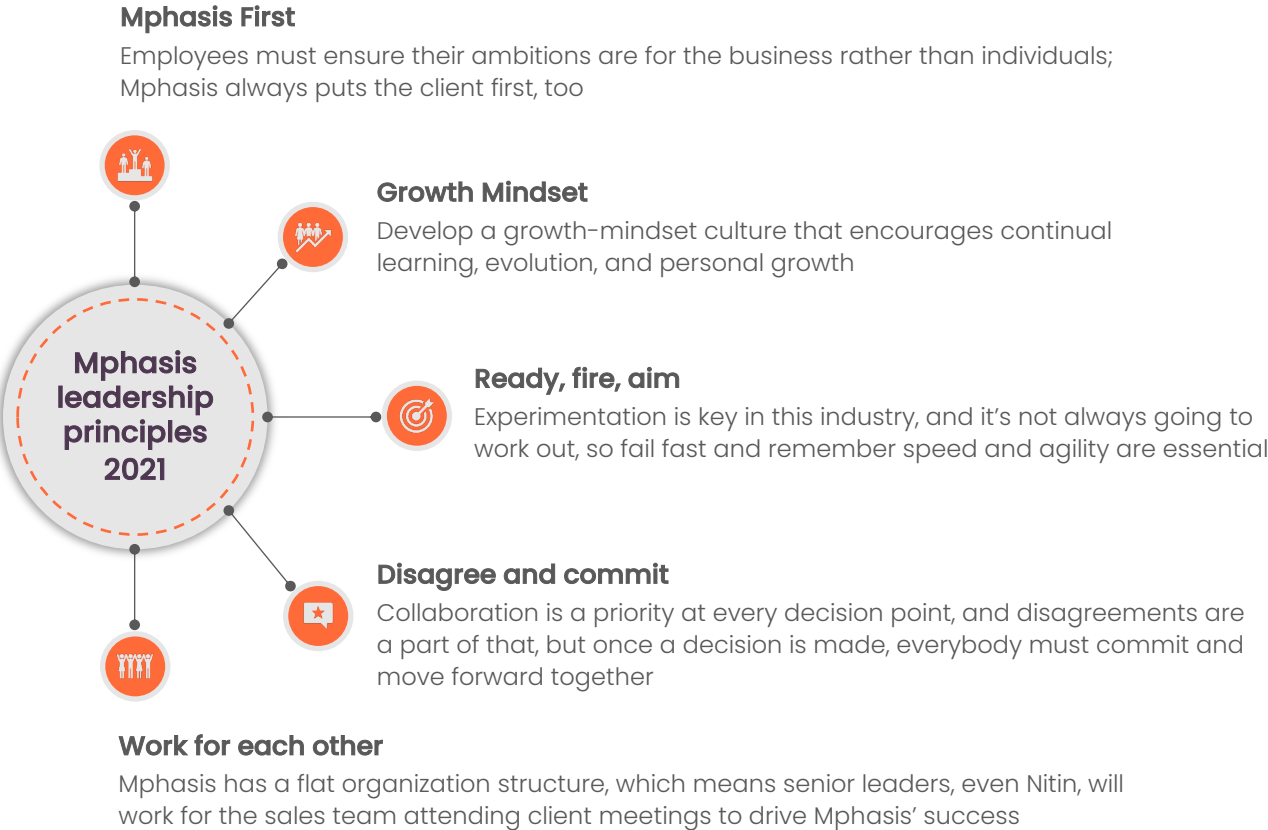 Mphasis First
Employees must ensure their ambitions are for the business rather than individuals;
Mphasis always puts the client first, too
Growth Mindset
Develop a growth-mindset culture that encourages continual
learning, evolution, and personal growth
Mphasis
leadership
principles
2021
Ready, fire, aim
Experimentation is key in this industry, and it’s not always going to
work out, so fail fast and remember speed and agility are essential
Disagree and commit
Collaboration is a priority at every decision point, and disagreements are
a part of that, but once a decision is made, everybody must commit and
move forward together
Work for each other
Mphasis has a flat organization structure, which means senior leaders, even Nitin, will
work for the sales team attending client meetings to drive Mphasis’ success